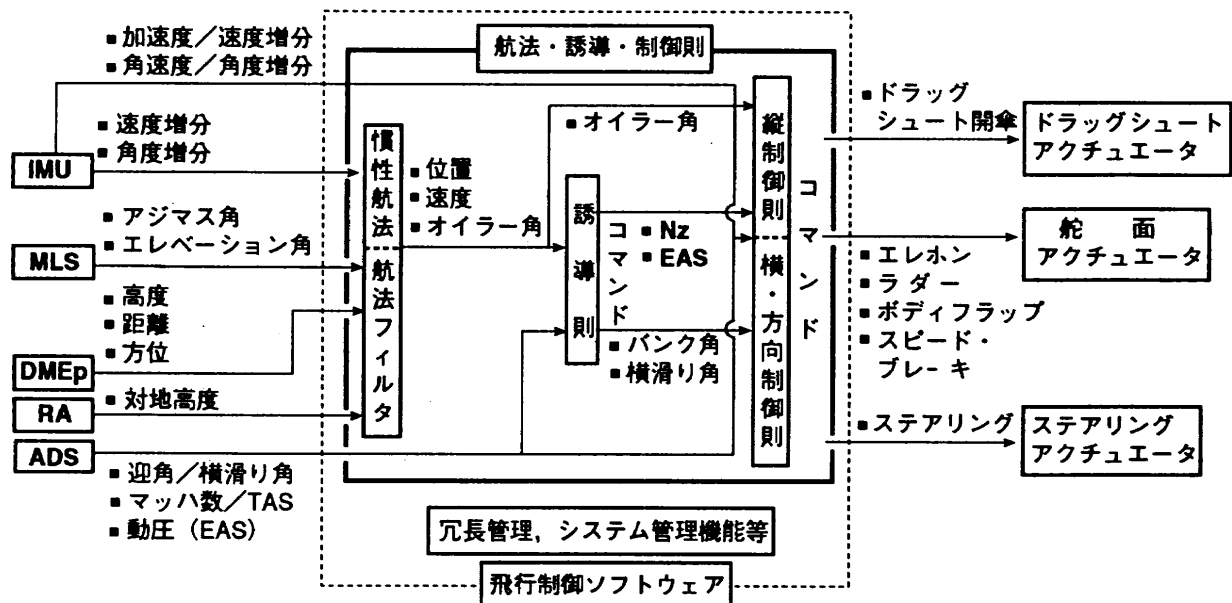 ■ 加速度／速度増分
■ 角速度／角度増分
航法・誘導・制御則
■ 速度増分
■ 角度増分
IMU
■ アジマス角
■ エレベーション角
MLS
■ 高度
■ 距離
■ 方位
DMEp
RA
■ 対地高度
ADS
■ 迎角／横滑り角
■ マッハ数／TAS
■ 動圧（EAS）
慣性航法
航法フィルタ
■ 位置
■ 速度
■ オイラー角
■ オイラー角
誘導則
コマンド
■ Nz
■ EAS
■ バンク角
■ 横滑り角
縦制御則
横・方向制御則
コマンド
■ ドラッグ
シュート開傘
ドラッグシュート
アクチュエータ
舵　面
アクチュエータ
■ エレホン
■ ラダー
■ ボディフラップ
■ スピード・
ブレーキ
■ ステアリング
ステアリング
アクチュエータ
冗長管理，システム管理機能等
飛行制御ソフトウェア